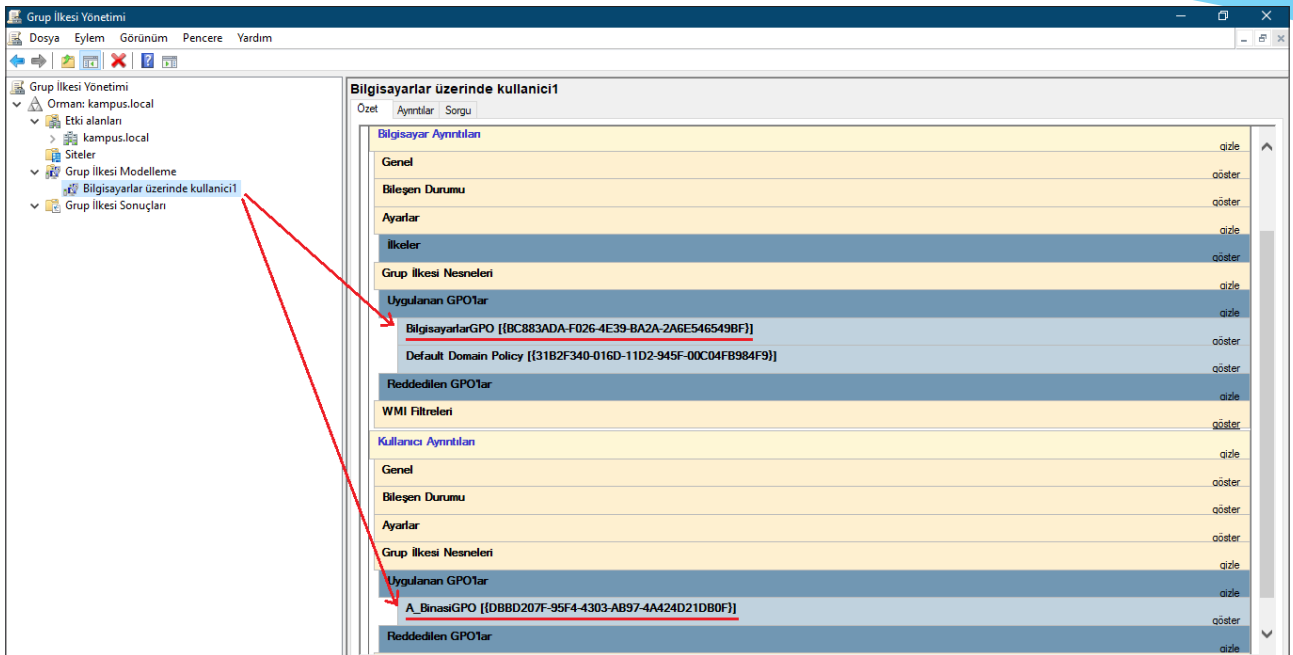 Grup İlkesi Yönetimi
Dosya Eylem Görünüm Pencere Yardım
Grup İlkesi Yönetimi
Orman: kampus.local
Etki alanları
kampus.local
Siteler
Grup İlkesi Modelleme
Bilgisayarlar üzerinde kullanici1
Grup İlkesi Sonuçları
Bilgisayarlar üzerinde kullanici1
Özet Ayrıntılar Sorgu
Bilgisayar Ayrıntıları
gizle
Genel
göster
Bileşen Durumu
göster
Ayarlar
gizle
İlkeler
göster
Grup İlkesi Nesneleri
gizle
Uygulanan GPO'lar
gizle
BilgisayarlarGPO [{BC883ADA-F026-4E39-BA2A-2A6E546549BF}]
göster
Default Domain Policy [{31B2F340-016D-11D2-945F-00C04FB984F9}]
göster
Reddedilen GPO'lar
gizle
WMI Filtreleri
göster
Kullanıcı Ayrıntıları
gizle
Genel
göster
Bileşen Durumu
göster
Ayarlar
göster
Grup İlkesi Nesneleri
gizle
Uygulanan GPO'lar
gizle
A_BinasiGPO [{DBBD207F-95F4-4303-AB97-4A424D21DB0F}]
göster
Reddedilen GPO'lar
gizle